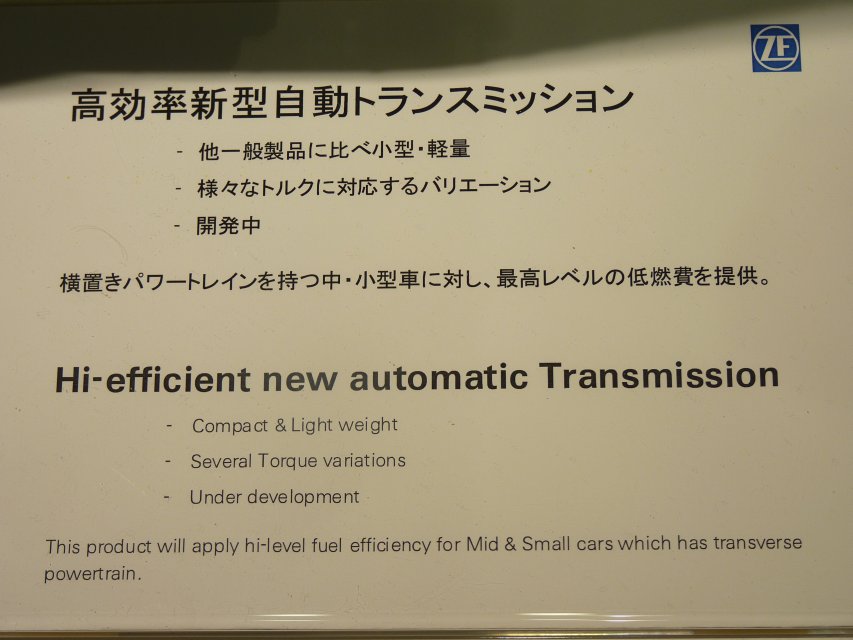 ZF
高効率新型自動トランスミッション
- 他一般製品に比べ小型・軽量
- 様々なトルクに対応するバリエーション
- 開発中
横置きパワートレインを持つ中・小型車に対し、最高レベルの低燃費を提供。
Hi-efficient new automatic Transmission
- Compact & Light weight
- Several Torque variations
- Under development
This product will apply hi-level fuel efficiency for Mid & Small cars which has transverse
powertrain.